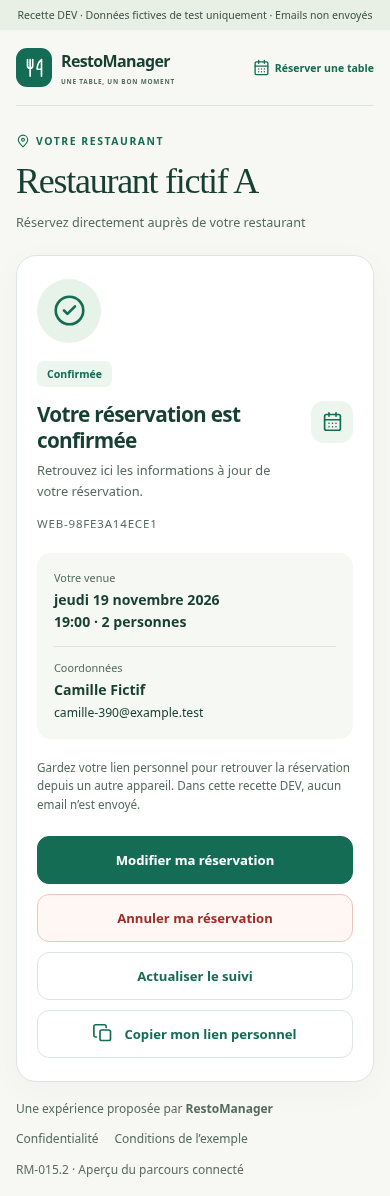 Recette DEV · Données fictives de test uniquement · Emails non envoyés
RestoManager
UNE TABLE, UN BON MOMENT
Réserver une table
VOTRE RESTAURANT
Restaurant fictif A
Réservez directement auprès de votre restaurant
Confirmée
Votre réservation est
confirmée
Retrouvez ici les informations à jour de
votre réservation.
WEB-98FE3A14ECE1
Votre venue
jeudi 19 novembre 2026
19:00 · 2 personnes
Coordonnées
Camille Fictif
camille-390@example.test
Gardez votre lien personnel pour retrouver la réservation
depuis un autre appareil. Dans cette recette DEV, aucun
email n’est envoyé.
Modifier ma réservation
Annuler ma réservation
Actualiser le suivi
Copier mon lien personnel
Une expérience proposée par RestoManager
Confidentialité Conditions de l’exemple
RM-015.2 · Aperçu du parcours connecté